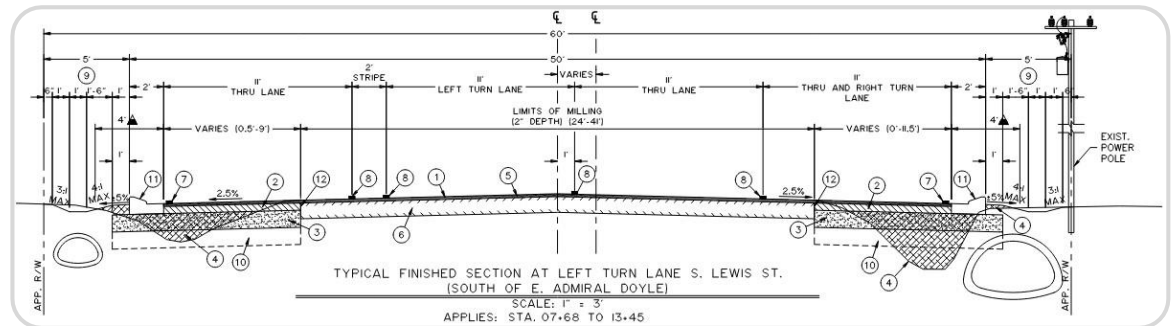 ℄ ℄
60'
5' 50' 5'
9 2' VARIES 9
2' 11' STRIPE 11' 11' 11' 2'
THRU LANE LEFT TURN LANE THRU LANE THRU AND RIGHT TURN
LANE
6" 1' 1' 1'-6" 1' 1' 1'-6" 1' 1' 6"
LIMITS OF MILLING
4' VARIES (0.5'-9') (2" DEPTH) (24'-41') VARIES (0'-11.5') 4'
1' 1' 1'
EXIST.
POWER
POLE
3:1 MAX 4:1 MAX 5% 11 7 2.5% 2 12 8 8 1 5 8 8 2.5% 12 2 7 11 5% 4:1 MAX 3:1 MAX
3 6 3 4
4 10 10 4
APP. R/W APP. R/W
TYPICAL FINISHED SECTION AT LEFT TURN LANE S. LEWIS ST.
(SOUTH OF E. ADMIRAL DOYLE)
SCALE: 1" = 3'
APPLIES: STA. 07+68 TO 13+45